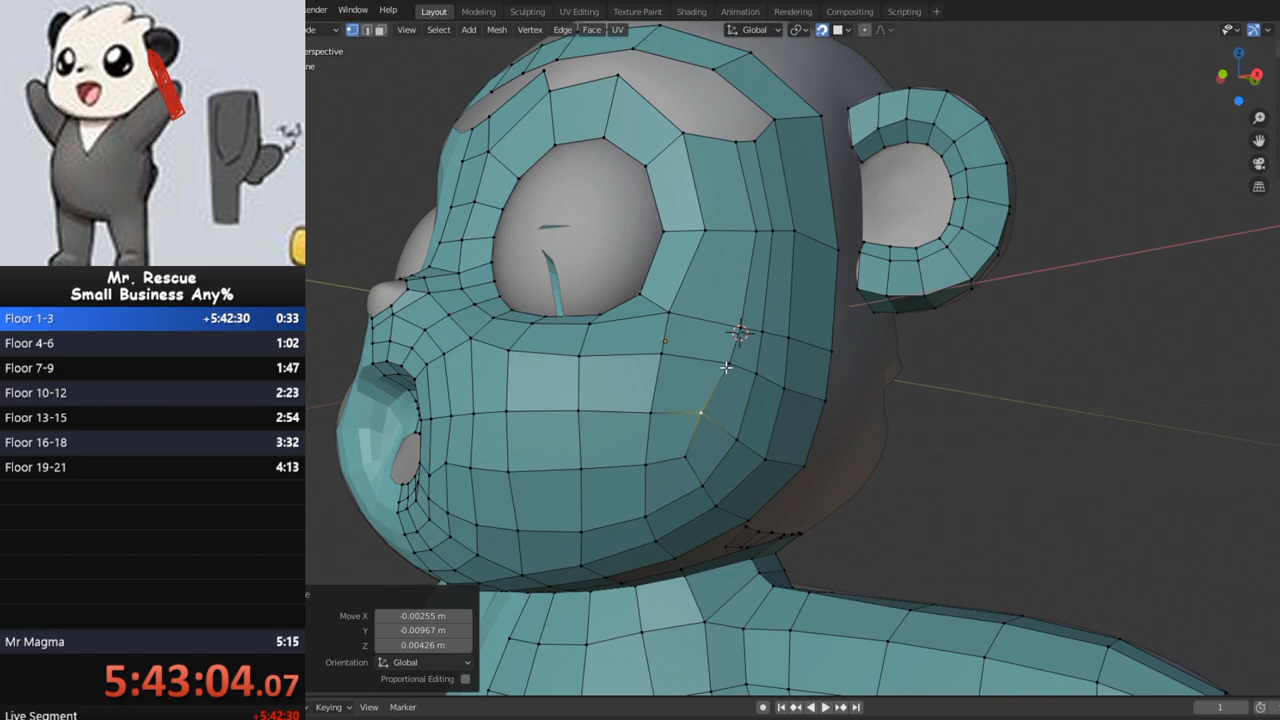 ender Window Help
Layout Modeling Sculpting UV Editing Texture Paint Shading Animation Rendering Compositing Scripting +
de View Select Add Mesh Vertex Edge Face UV Global
erspective
ne
Z
X
Mr. Rescue
Small Business Any%
Floor 1-3 +5:42:30 0:33
Floor 4-6 1:02
Floor 7-9 1:47
Floor 10-12 2:23
Floor 13-15 2:54
Floor 16-18 3:32
Floor 19-21 4:13
Mr Magma 5:15
5:43:04.07
Live Segment +5:42:30
e
Move X -0.00255 m
Y -0.00967 m
Z 0.00426 m
Orientation Global
Proportional Editing
Keying View Marker 1